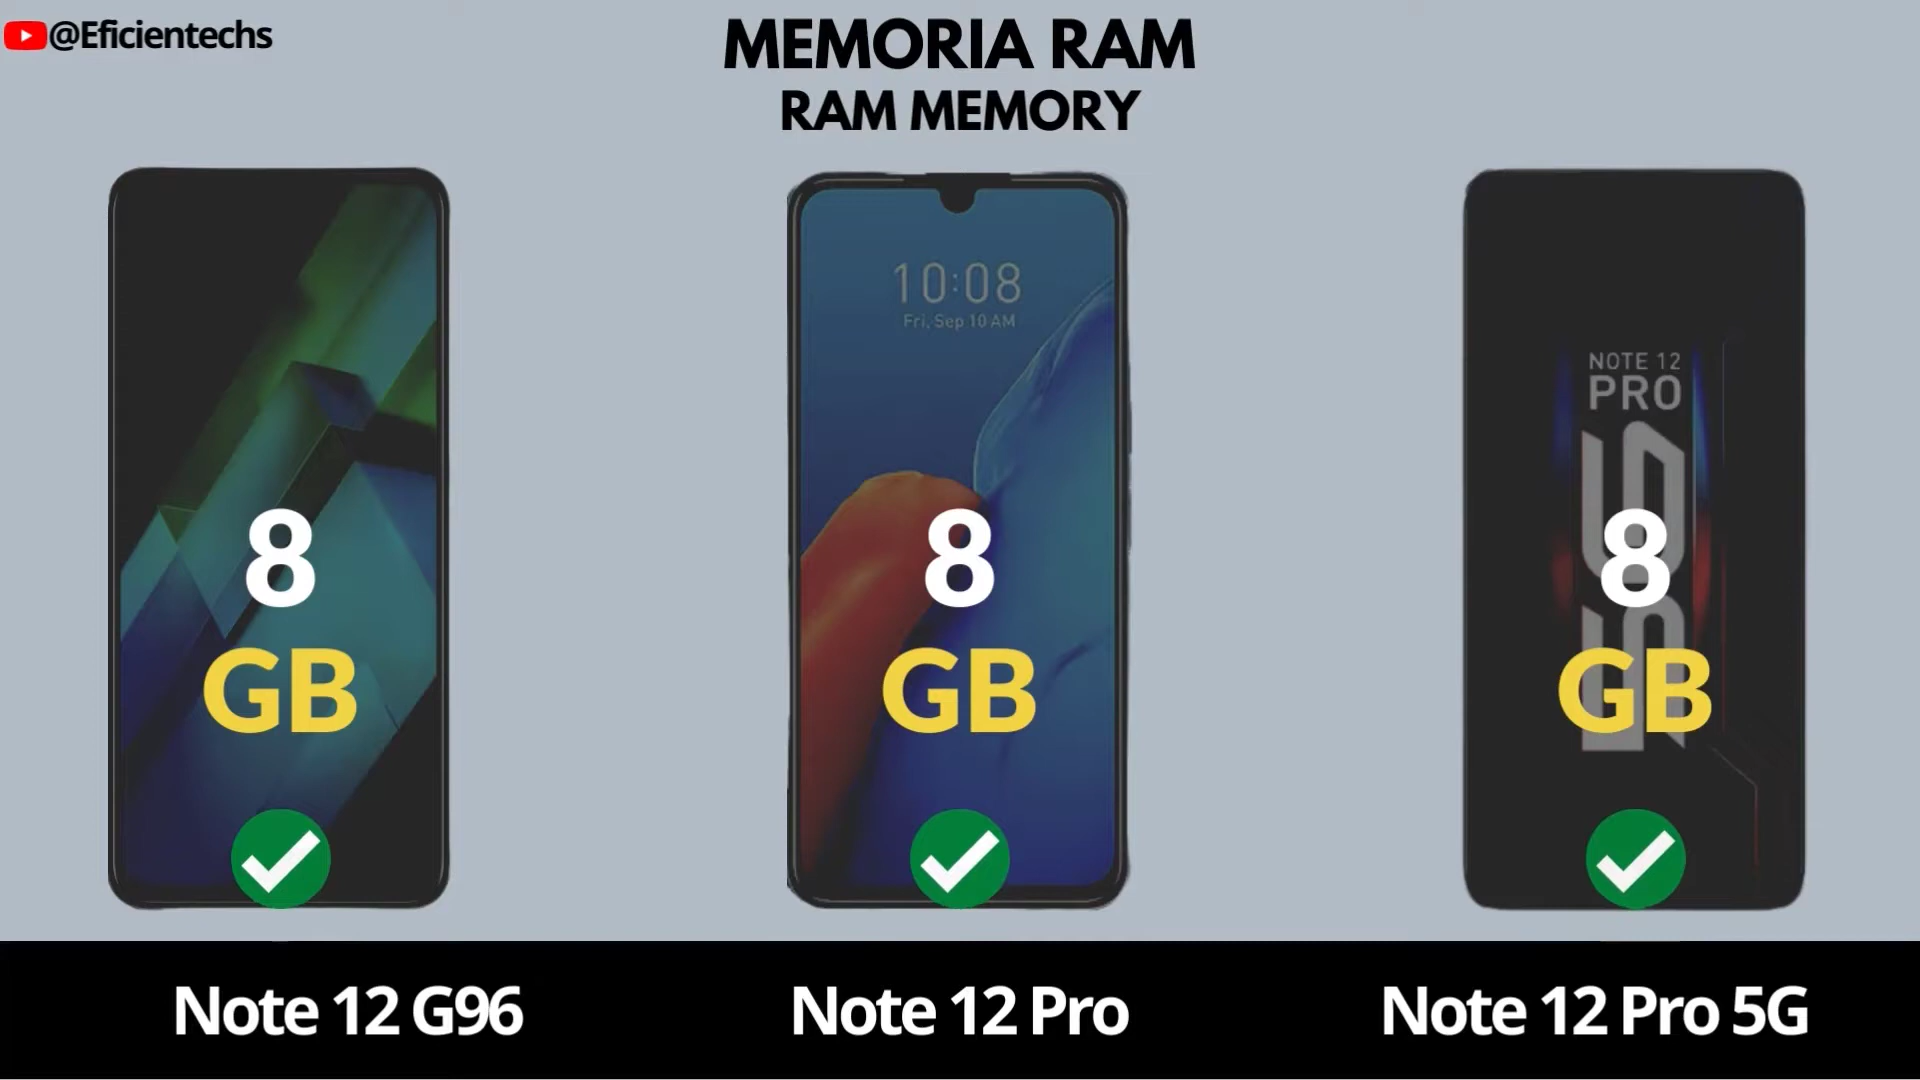 @Eficientechs
MEMORIA RAM
RAM MEMORY
10:08
Fri, Sep 10 AM
NOTE 12
PRO
5G
8
GB
8
GB
8
GB
Note 12 G96
Note 12 Pro
Note 12 Pro 5G